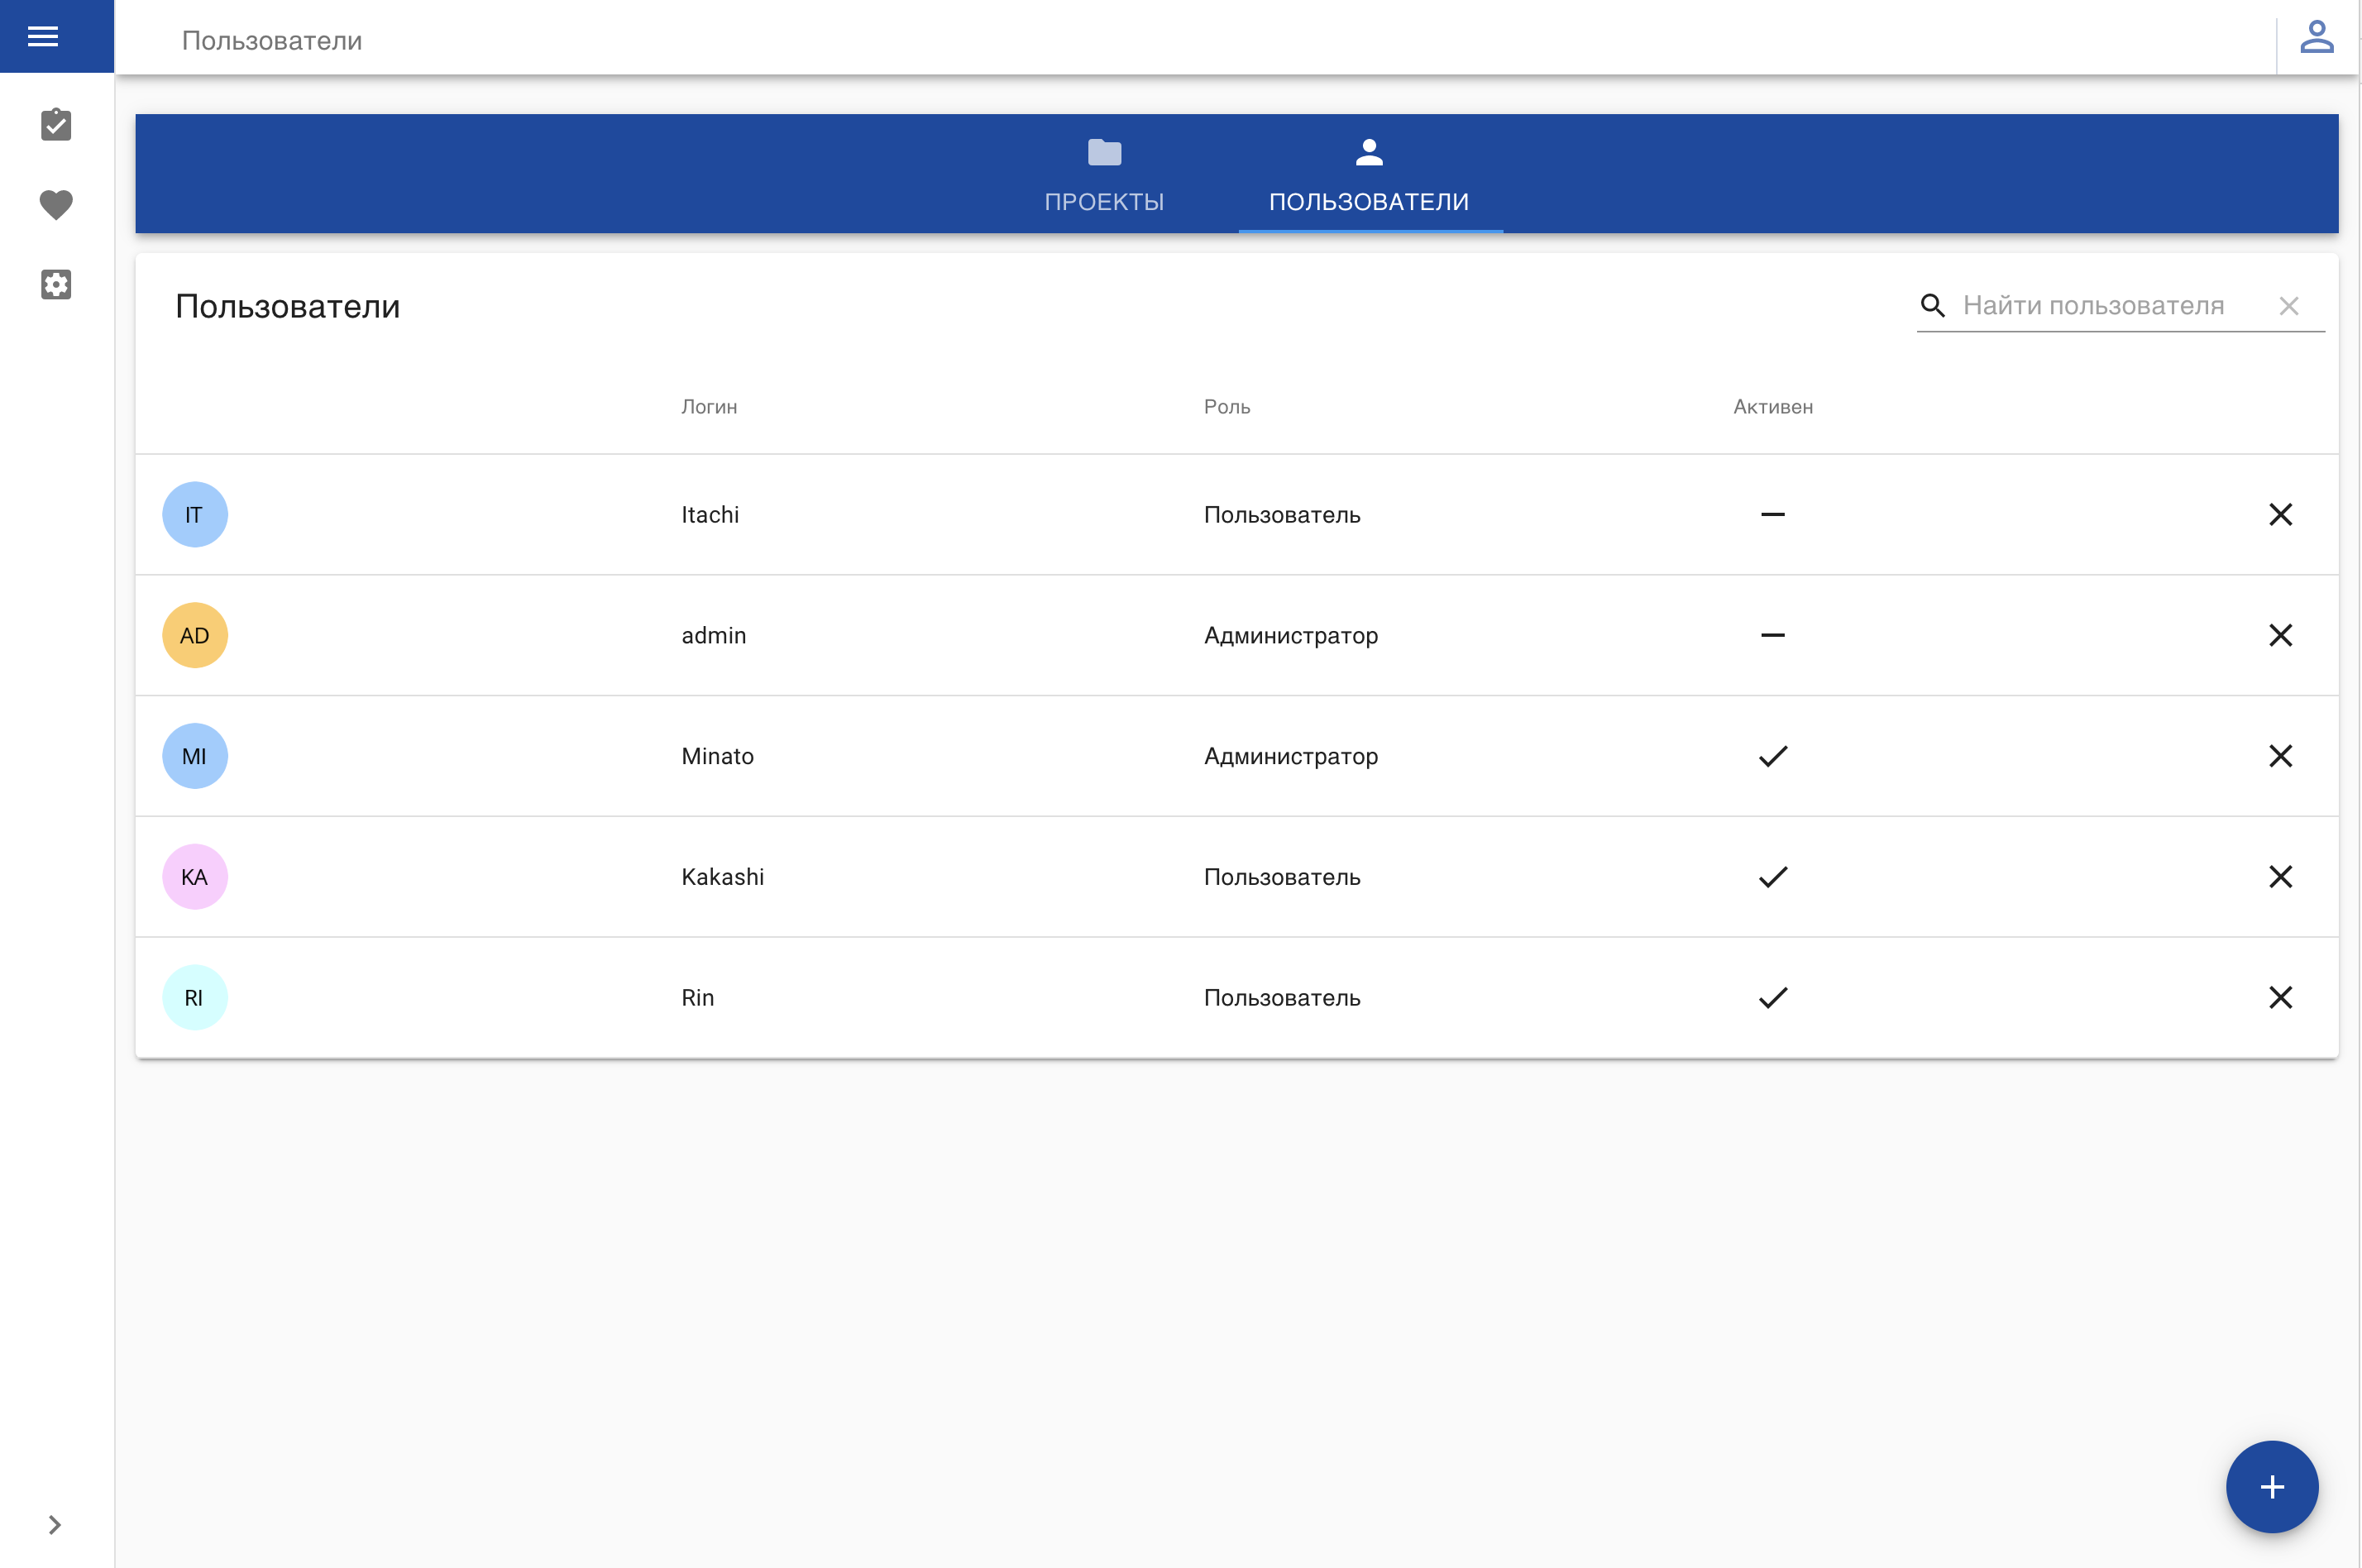 Пользователи
ПРОЕКТЫ
ПОЛЬЗОВАТЕЛИ
Пользователи
Найти пользователя
Логин Роль Активен
IT Itachi Пользователь
AD admin Администратор
MI Minato Администратор
KA Kakashi Пользователь
RI Rin Пользователь